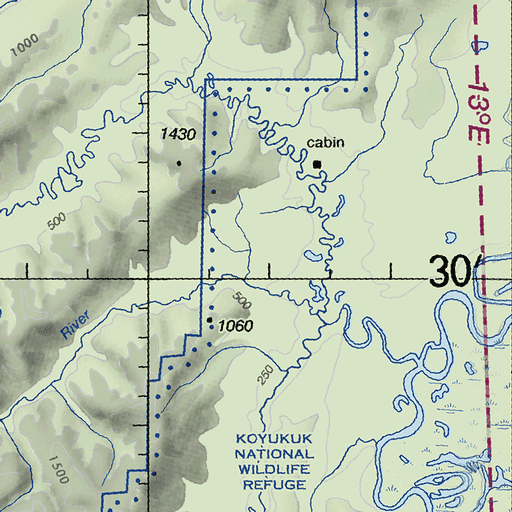 1000
13°E
1430
cabin
500
30'
500
1060
River
250
KOYUKUK
NATIONAL
WILDLIFE
REFUGE
1500